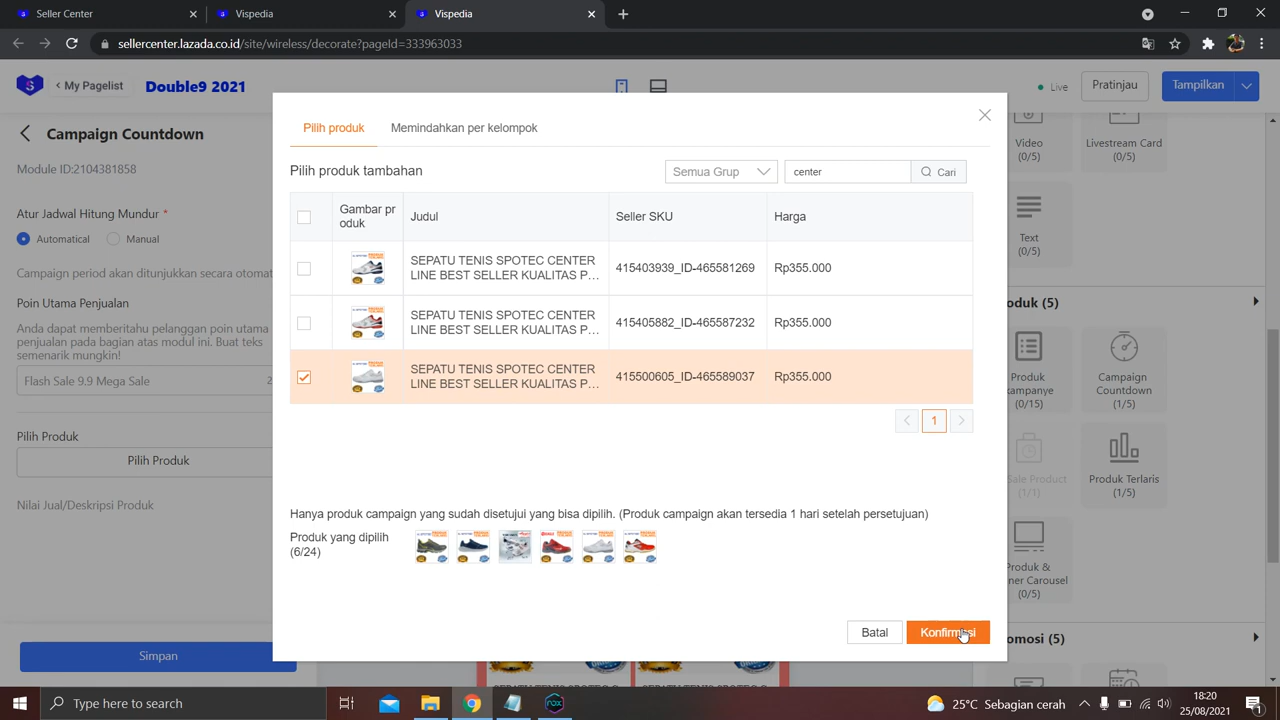 Seller Center
Vispedia
Vispedia
sellercenter.lazada.co.id/site/wireless/decorate?pageId=333963033
My Pagelist
Double9 2021
Live
Pratinjau
Tampilkan
Campaign Countdown
Module ID:2104381858
Atur Jadwal Hitung Mundur *
Automatical
Manual
Campaign period akan ditunjukkan secara otomat
Poin Utama Penjualan
Anda dapat memberitahu pelanggan poin utama
penjualan pada bagian atas modul ini. Buat teks
semenarik mungkin!
Flash Sale 9.9 Mega Sale
2
Pilih Produk
Pilih Produk
Nilai Jual/Deskripsi Produk
Simpan
Pilih produk
Memindahkan per kelompok
Pilih produk tambahan
Semua Grup
center
Cari
Gambar pr
oduk
Judul
Seller SKU
Harga
SEPATU TENIS SPOTEC CENTER
LINE BEST SELLER KUALITAS P...
415403939_ID-465581269
Rp355.000
SEPATU TENIS SPOTEC CENTER
LINE BEST SELLER KUALITAS P...
415405882_ID-465587232
Rp355.000
SEPATU TENIS SPOTEC CENTER
LINE BEST SELLER KUALITAS P...
415500605_ID-465589037
Rp355.000
1
Hanya produk campaign yang sudah disetujui yang bisa dipilih. (Produk campaign akan tersedia 1 hari setelah persetujuan)
Produk yang dipilih
(6/24)
Batal
Konfirmasi
Video
(0/5)
Livestream Card
(0/5)
Text
(0/5)
oduk (5)
Produk
ampanye
(0/15)
Campaign
Countdown
(1/5)
Sale Product
(1/1)
Produk Terlaris
(1/5)
Produk &
ner Carousel
(0/5)
omosi (5)
Type here to search
nox
25°C Sebagian cerah
18:20
25/08/2021
1